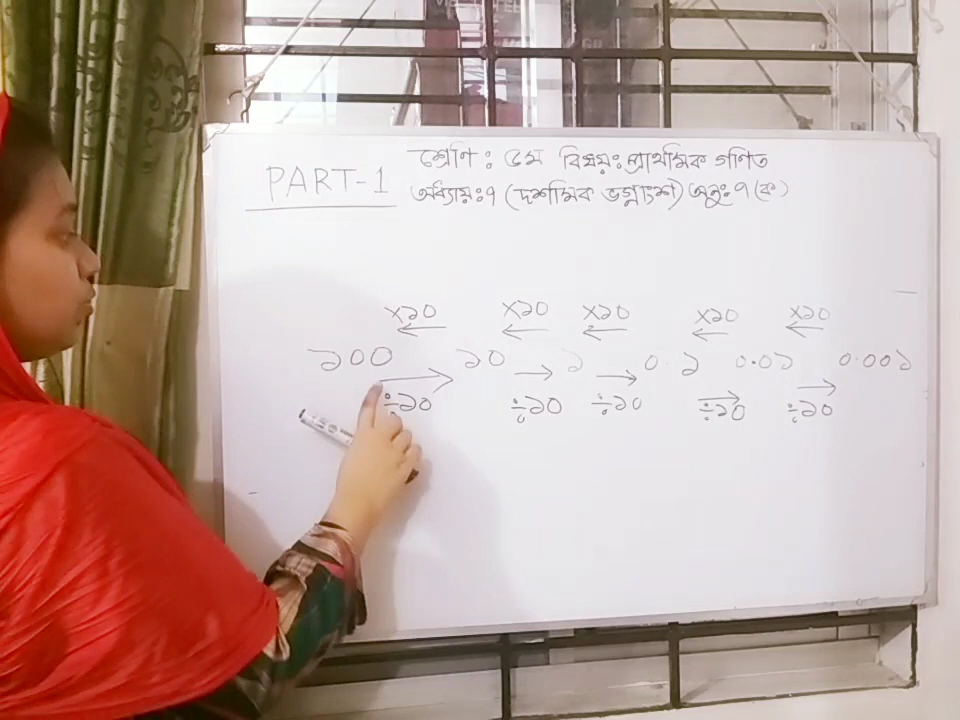 PART-1
শ্রেণি: ৫ম বিষয়: প্রাথমিক গণিত
অধ্যায়: ৭ (দশমিক ভগ্নাংশ) অনু: ৭ (ক)
×১০ ×১০ ×১০ ×১০ ×১০
← ← ← ← ←
১০০ ১০ ১ ০.১ ০.০১ ০.০০১
→ → → → →
÷১০ ÷১০ ÷১০ ÷১০ ÷১০